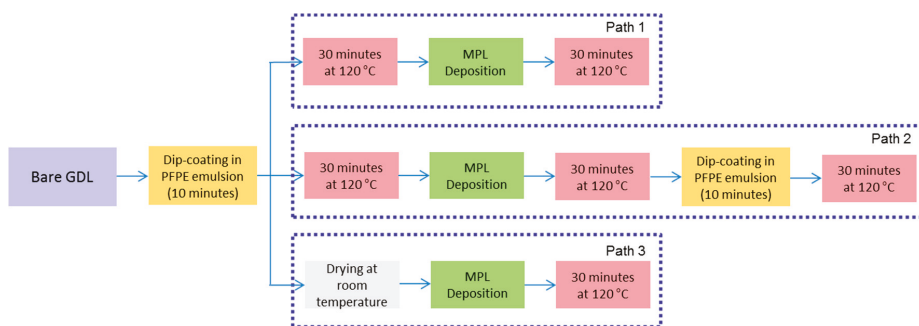 Path 1
30 minutes
at 120 °C
MPL
Deposition
30 minutes
at 120 °C
Path 2
Bare GDL
Dip-coating in
PFPE emulsion
(10 minutes)
30 minutes
at 120 °C
MPL
Deposition
30 minutes
at 120 °C
Dip-coating in
PFPE emulsion
(10 minutes)
30 minutes
at 120 °C
Path 3
Drying at
room
temperature
MPL
Deposition
30 minutes
at 120 °C